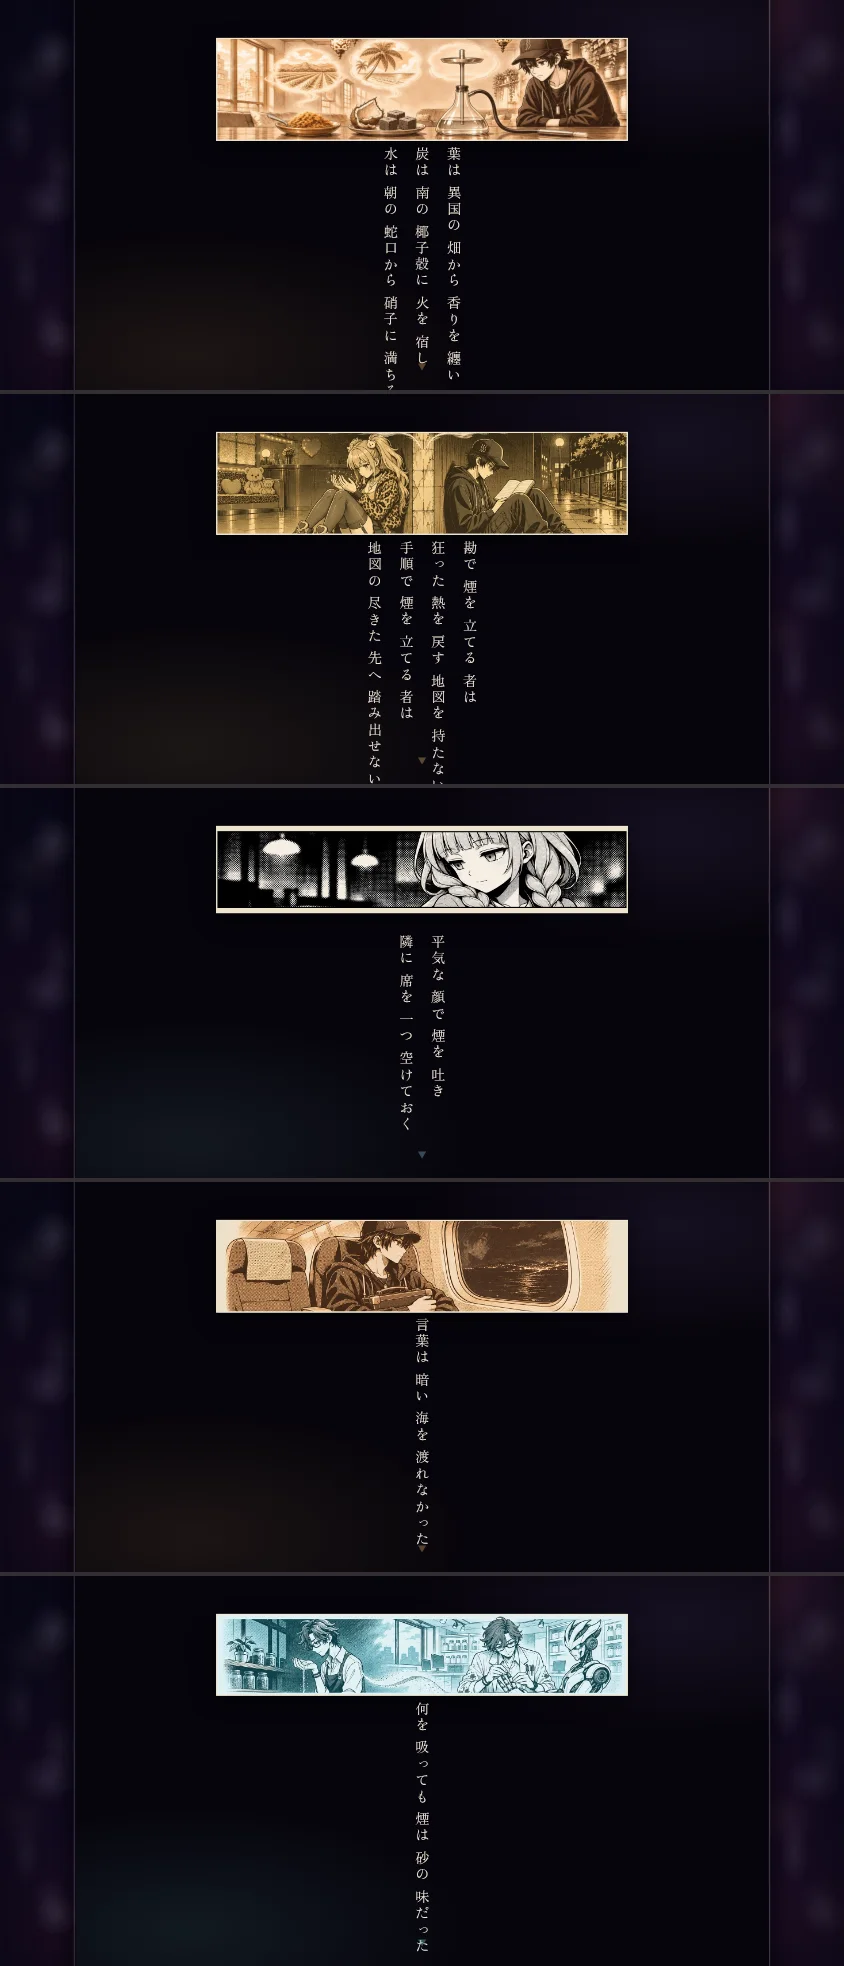 葉は 異国の 畑から 香りを 纏い
炭は 南の 椰子殻に 火を 宿し
水は 朝の 蛇口から 硝子に 満ちる
勘で 煙を 立てる 者は
狂った 熱を 戻す 地図を 持たない
手順で 煙を 立てる 者は
地図の 尽きた 先へ 踏み出せない
平気な 顔で 煙を 吐き
隣に 席を 一つ 空けておく
言葉は 暗い 海を 渡れなかった
何を 吸っても 煙は 砂の 味だった